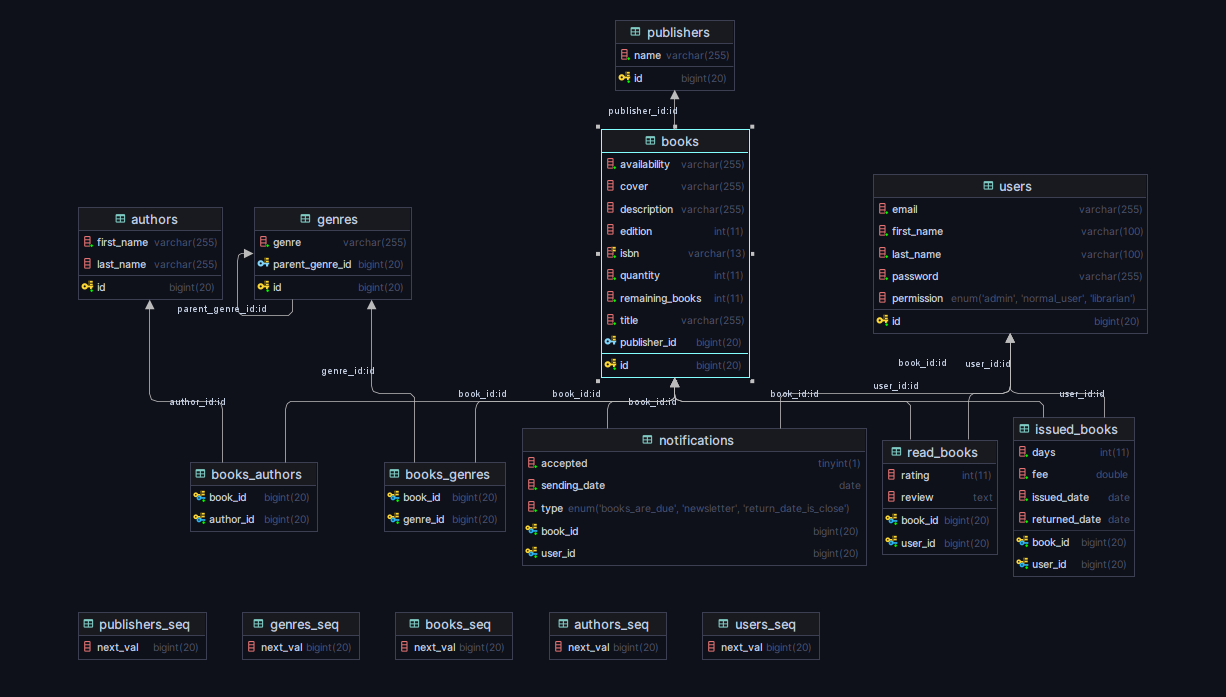 publishers
name varchar(255)
id bigint(20)
publisher_id:id
books
availability varchar(255)
cover varchar(255)
description varchar(255)
edition int(11)
isbn varchar(13)
quantity int(11)
remaining_books int(11)
title varchar(255)
publisher_id bigint(20)
id bigint(20)
users
email varchar(255)
first_name varchar(100)
last_name varchar(100)
password varchar(255)
permission enum('admin', 'normal_user', 'librarian')
id bigint(20)
authors
first_name varchar(255)
last_name varchar(255)
id bigint(20)
genres
genre varchar(255)
parent_genre_id bigint(20)
id bigint(20)
parent_genre_id:id
genre_id:id
author_id:id
book_id:id
book_id:id
book_id:id
book_id:id
book_id:id
user_id:id
user_id:id
user_id:id
books_authors
book_id bigint(20)
author_id bigint(20)
books_genres
book_id bigint(20)
genre_id bigint(20)
notifications
accepted tinyint(1)
sending_date date
type enum('books_are_due', 'newsletter', 'return_date_is_close')
book_id bigint(20)
user_id bigint(20)
read_books
rating int(11)
review text
book_id bigint(20)
user_id bigint(20)
issued_books
days int(11)
fee double
issued_date date
returned_date date
book_id bigint(20)
user_id bigint(20)
publishers_seq
next_val bigint(20)
genres_seq
next_val bigint(20)
books_seq
next_val bigint(20)
authors_seq
next_val bigint(20)
users_seq
next_val bigint(20)